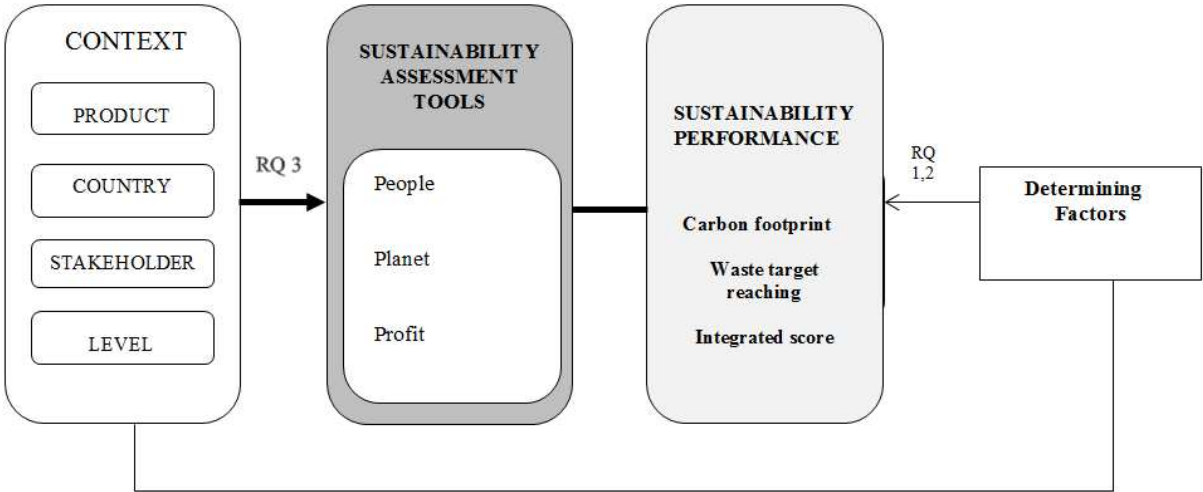 CONTEXT
PRODUCT
COUNTRY
STAKEHOLDER
LEVEL
RQ 3
SUSTAINABILITY
ASSESSMENT
TOOLS
People
Planet
Profit
SUSTAINABILITY
PERFORMANCE
Carbon footprint
Waste target
reaching
Integrated score
RQ
1,2
Determining
Factors